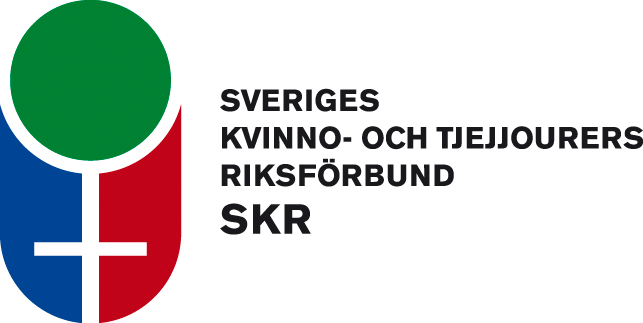 SVERIGES
KVINNO- OCH TJEJJOURERS
RIKSFÖRBUND
SKR